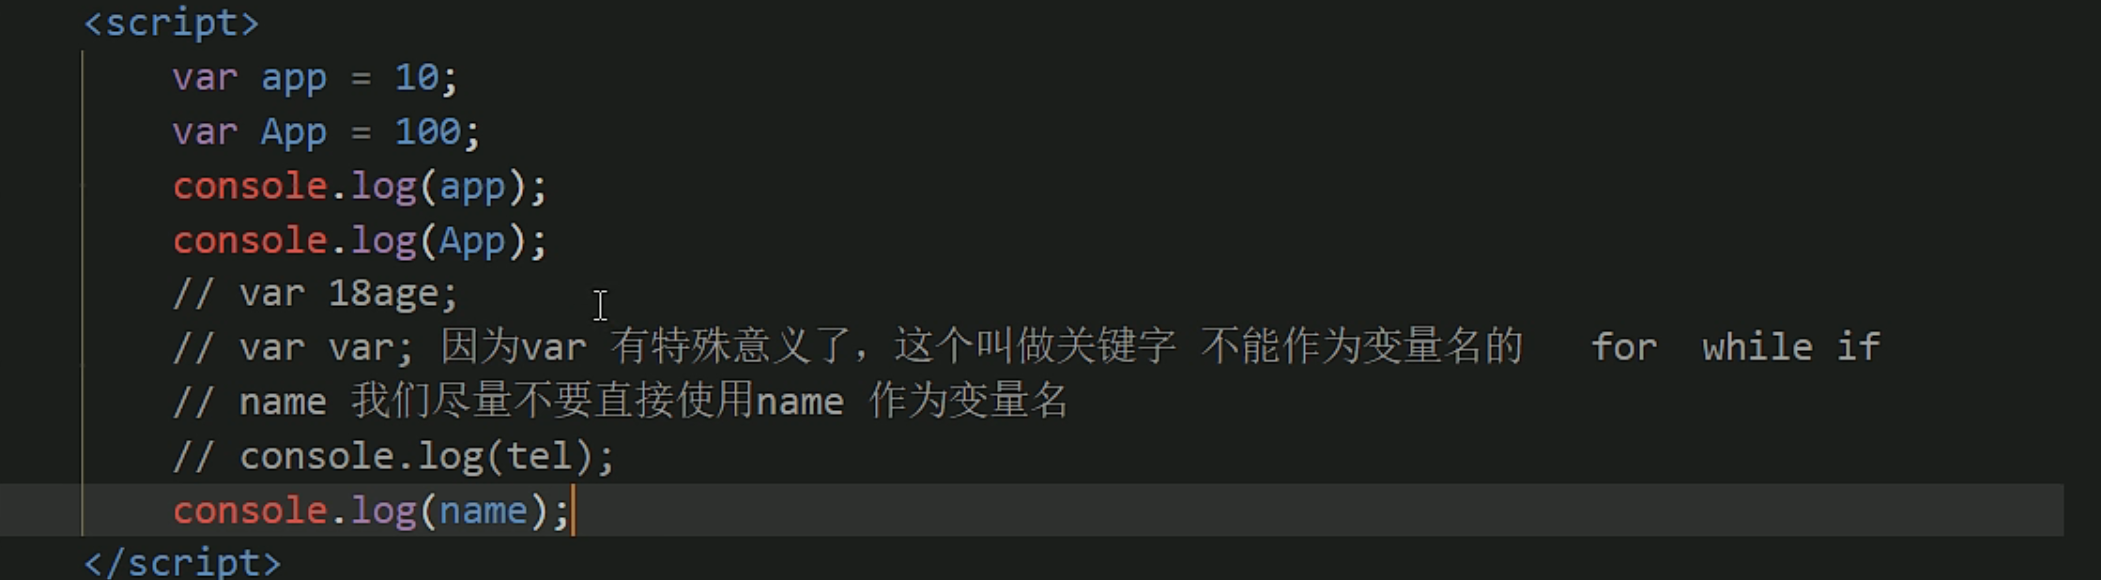 <script>
var app = 10;
var App = 100;
console.log(app);
console.log(App);
// var 18age;
// var var; 因为var 有特殊意义了，这个叫做关键字 不能作为变量名的   for  while if
// name 我们尽量不要直接使用name 作为变量名
// console.log(tel);
console.log(name);
</script>